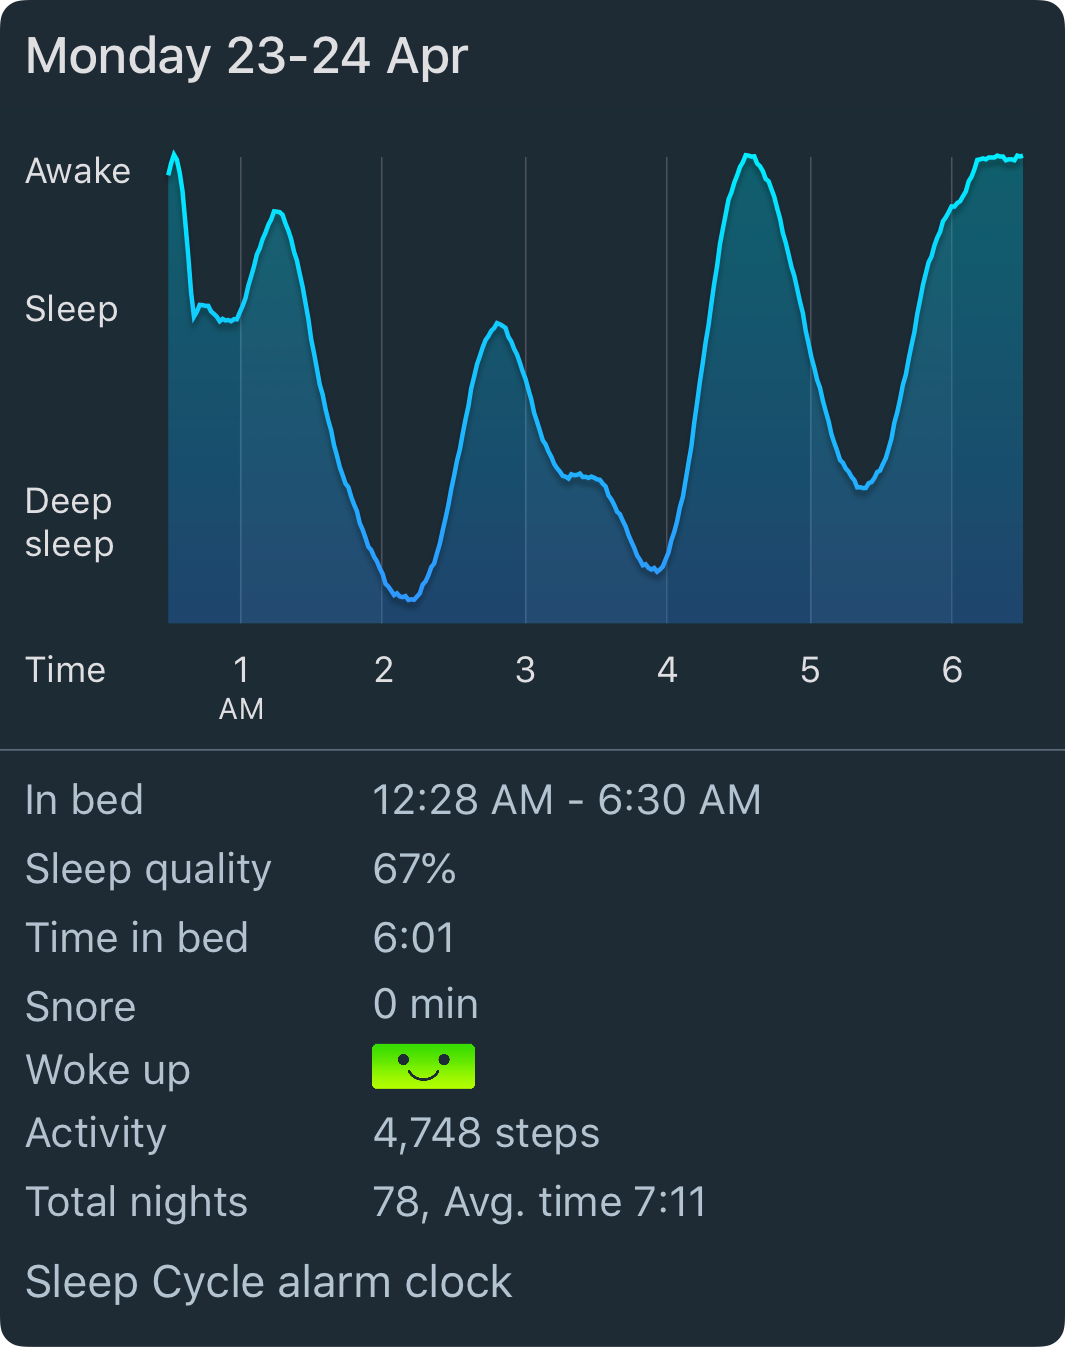 Monday 23-24 Apr
Awake
Sleep
Deep
sleep
Time 1 2 3 4 5 6
AM
In bed 12:28 AM - 6:30 AM
Sleep quality 67%
Time in bed 6:01
Snore 0 min
Woke up
Activity 4,748 steps
Total nights 78, Avg. time 7:11
Sleep Cycle alarm clock